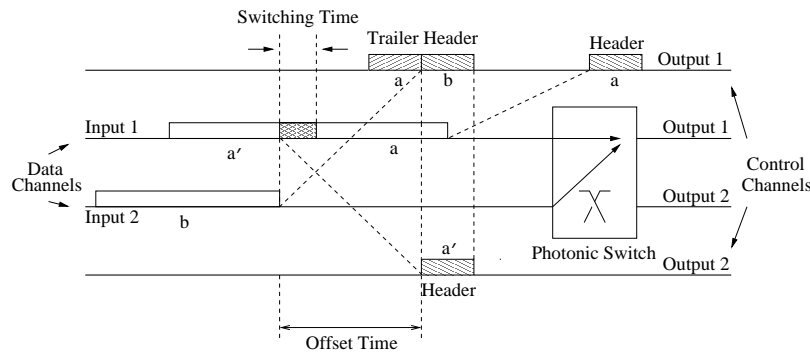 Switching Time
Trailer Header
Header
a
b
a
Output 1
Input 1
a′
a
Output 1
Data
Channels
Control
Channels
Input 2
b
Output 2
Photonic Switch
a′
Header
Output 2
Offset Time